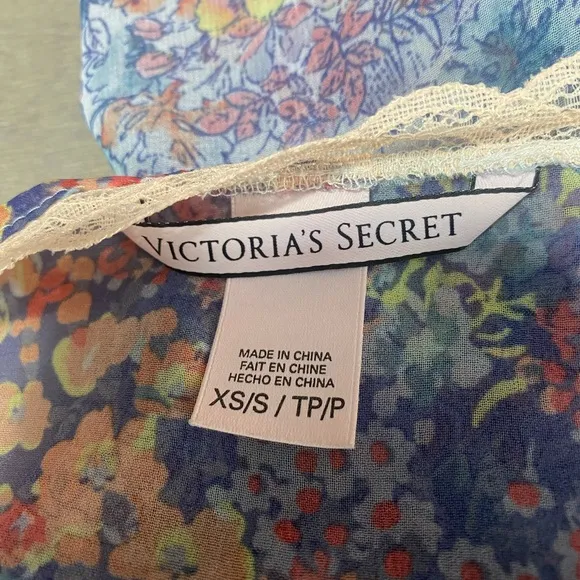 VICTORIA'S SECRET
MADE IN CHINA
FAIT EN CHINE
HECHO EN CHINA
XS/S / TP/P